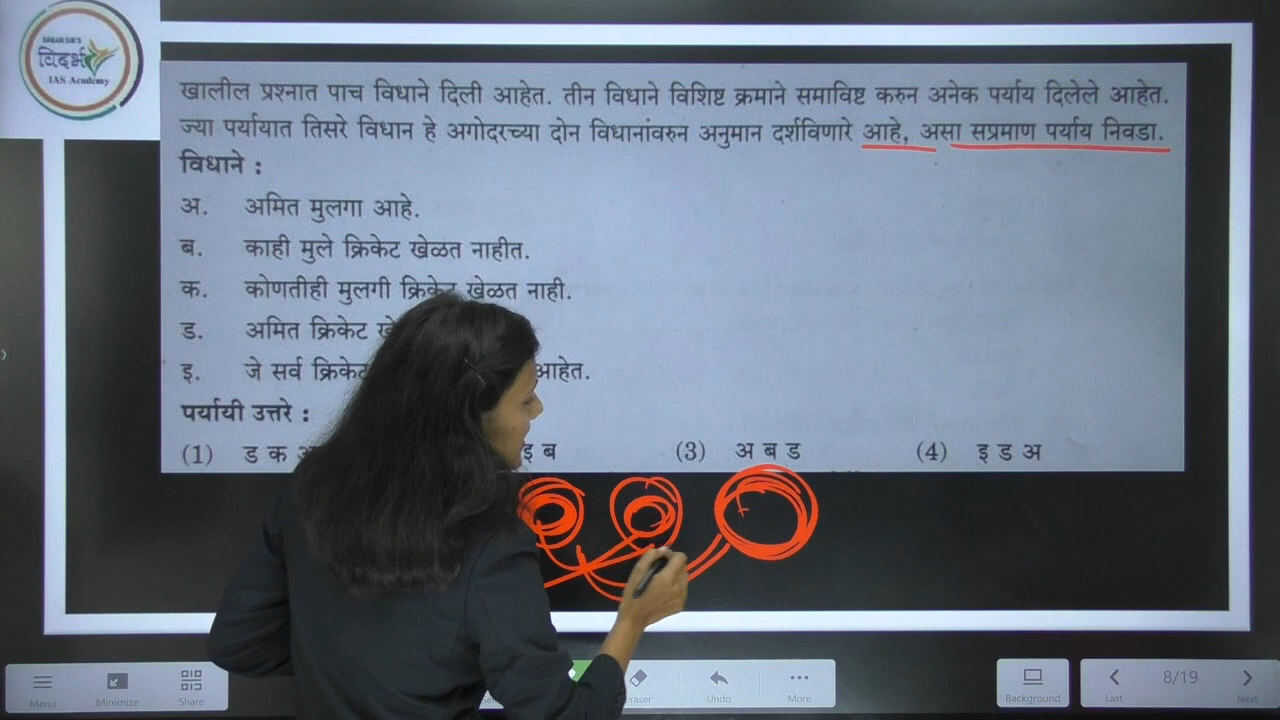 SAGAR SIR'S
विदर्भ
IAS Academy
खालील प्रश्नात पाच विधाने दिली आहेत. तीन विधाने विशिष्ट क्रमाने समाविष्ट करुन अनेक पर्याय दिलेले आहेत.
ज्या पर्यायात तिसरे विधान हे अगोदरच्या दोन विधानांवरुन अनुमान दर्शविणारे आहे, असा सप्रमाण पर्याय निवडा.
विधाने :
अ. अमित मुलगा आहे.
ब. काही मुले क्रिकेट खेळत नाहीत.
क. कोणतीही मुलगी क्रिकेट खेळत नाही.
ड. अमित क्रिकेट
इ. जे सर्व क्रिकेट आहेत.
पर्यायी उत्तरे :
(1) ड क इ ब (3) अ ब ड (4) इ ड अ
Menu Minimize Share Undo More Background Last 8/19 Next